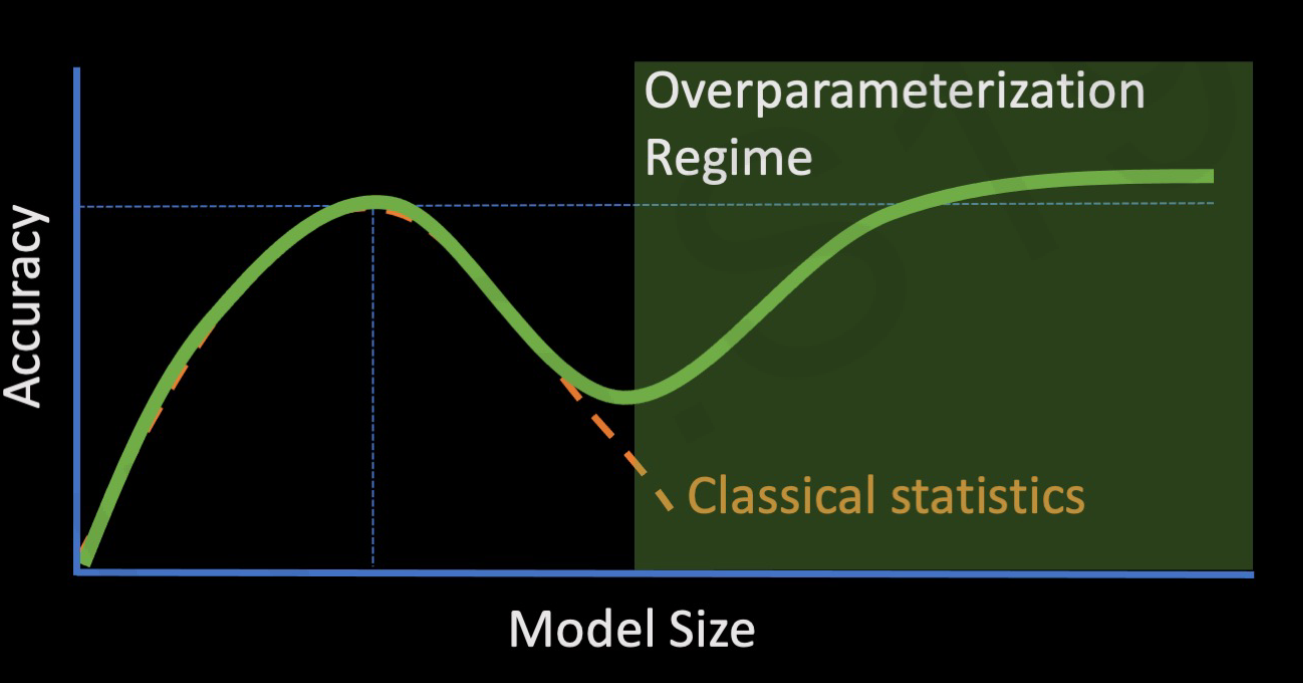 Overparameterization
Regime
Accuracy
Classical statistics
Model Size